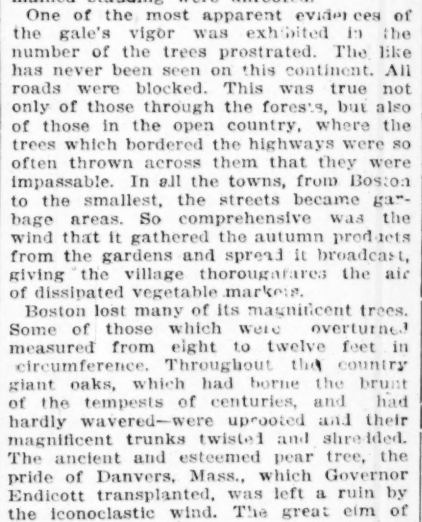 One of the most apparent evidences of
the gale's vigor was exhibited in the
number of the trees prostrated. The like
has never been seen on this continent. All
roads were blocked. This was true not
only of those through the forests, but also
of those in the open country, where the
trees which bordered the highways were so
often thrown across them that they were
impassable. In all the towns, from Boston
to the smallest, the streets became gar-
bage areas. So comprehensive was the
wind that it gathered the autumn products
from the gardens and spread it broadcast,
giving the village thorougarares the air
of dissipated vegetable markets.
Boston lost many of its magnificent trees.
Some of those which were overturned
measured from eight to twelve feet in
circumference. Throughout the country
giant oaks, which had borne the brunt
of the tempests of centuries, and had
hardly wavered—were uprooted and their
magnificent trunks twisted and shredded.
The ancient and esteemed pear tree, the
pride of Danvers, Mass., which Governor
Endicott transplanted, was left a ruin by
the iconoclastic wind. The great elm of